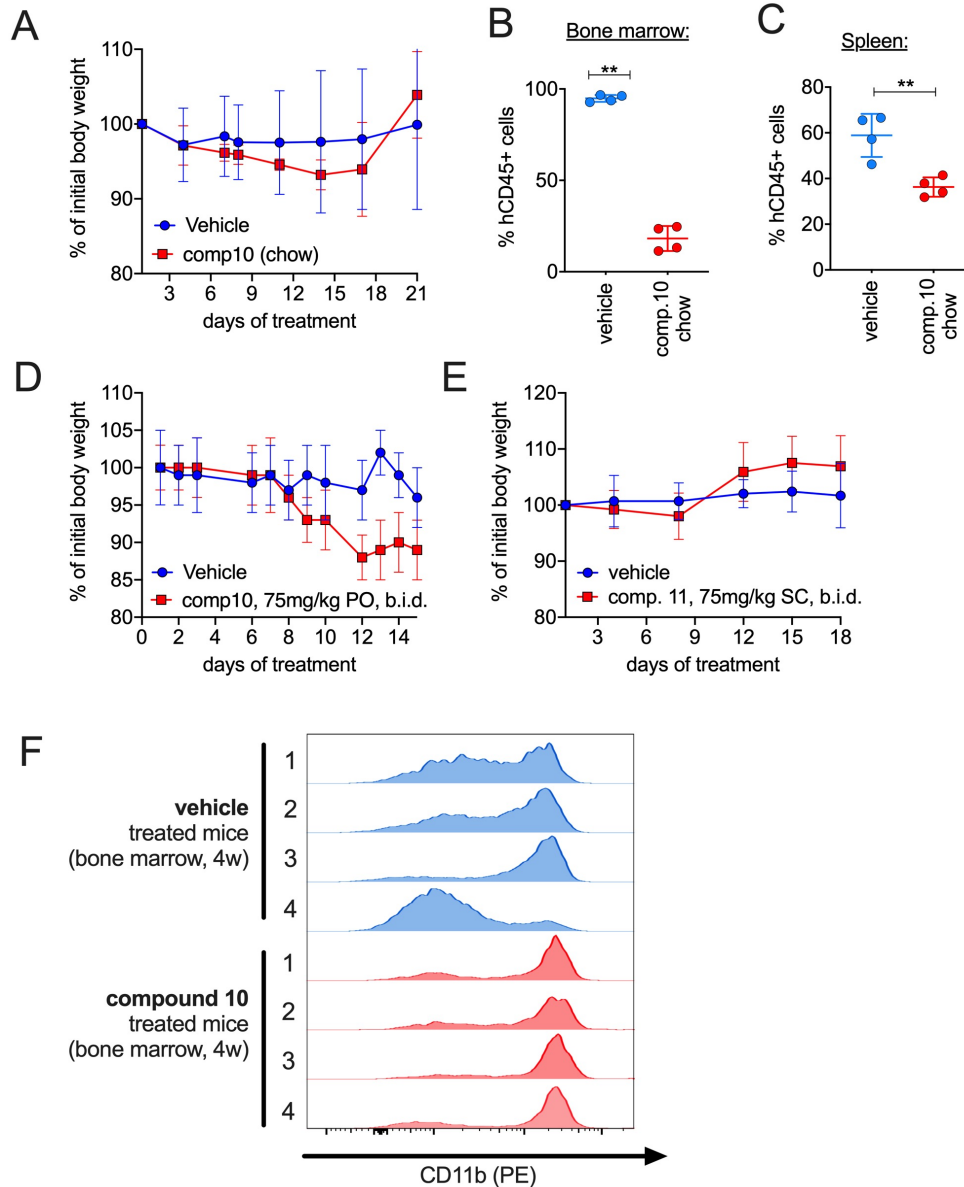 A
110
100
90
80
% of initial body weight
Vehicle
comp10 (chow)
3 6 9 12 15 18 21
days of treatment
B
Bone marrow:
**
100
50
0
% hCD45+ cells
vehicle
comp.10
chow
C
Spleen:
**
80
60
40
20
0
% hCD45+ cells
vehicle
comp.10
chow
D
110
105
100
95
90
85
80
% of initial body weight
Vehicle
comp10, 75mg/kg PO, b.i.d.
0 2 4 6 8 10 12 14
days of treatment
E
120
110
100
90
80
% of initial body weight
vehicle
comp. 11, 75mg/kg SC, b.i.d.
3 6 9 12 15 18
days of treatment
F
vehicle
treated mice
(bone marrow, 4w)
1
2
3
4
compound 10
treated mice
(bone marrow, 4w)
1
2
3
4
CD11b (PE)